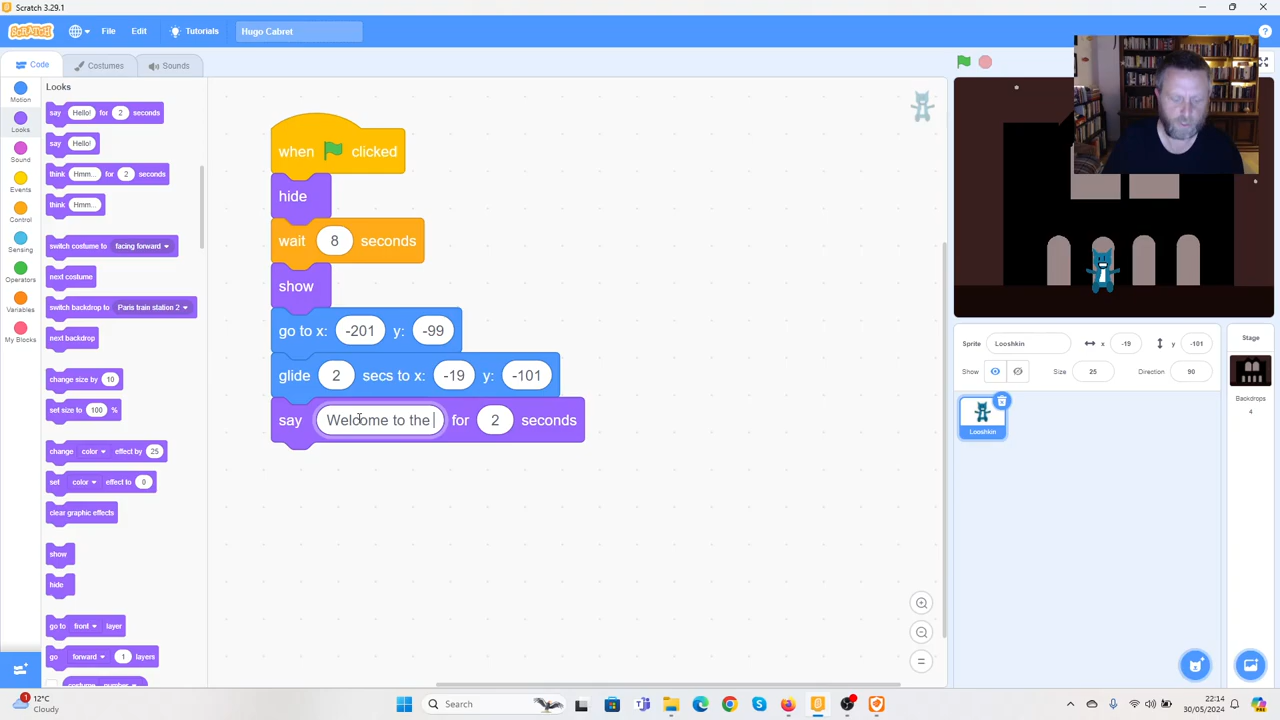 Scratch 3.29.1
SCRATCH
File
Edit
Tutorials
Hugo Cabret
Code
Costumes
Sounds
Motion
Looks
Sound
Events
Control
Sensing
Operators
Variables
My Blocks
Looks
say Hello! for 2 seconds
say Hello!
think Hmm... for 2 seconds
think Hmm...
switch costume to facing forward
next costume
switch backdrop to Paris train station 2
next backdrop
change size by 10
set size to 100 %
change color effect by 25
set color effect to 0
clear graphic effects
show
hide
go to front layer
go forward 1 layers
costume number
when clicked
hide
wait 8 seconds
show
go to x: -201 y: -99
glide 2 secs to x: -19 y: -101
say Welcome to the for 2 seconds
Sprite Looshkin x -19 y -101
Show Size 25 Direction 90
Looshkin
Stage
Backdrops
4
1
12°C
Cloudy
Search
22:14
30/05/2024